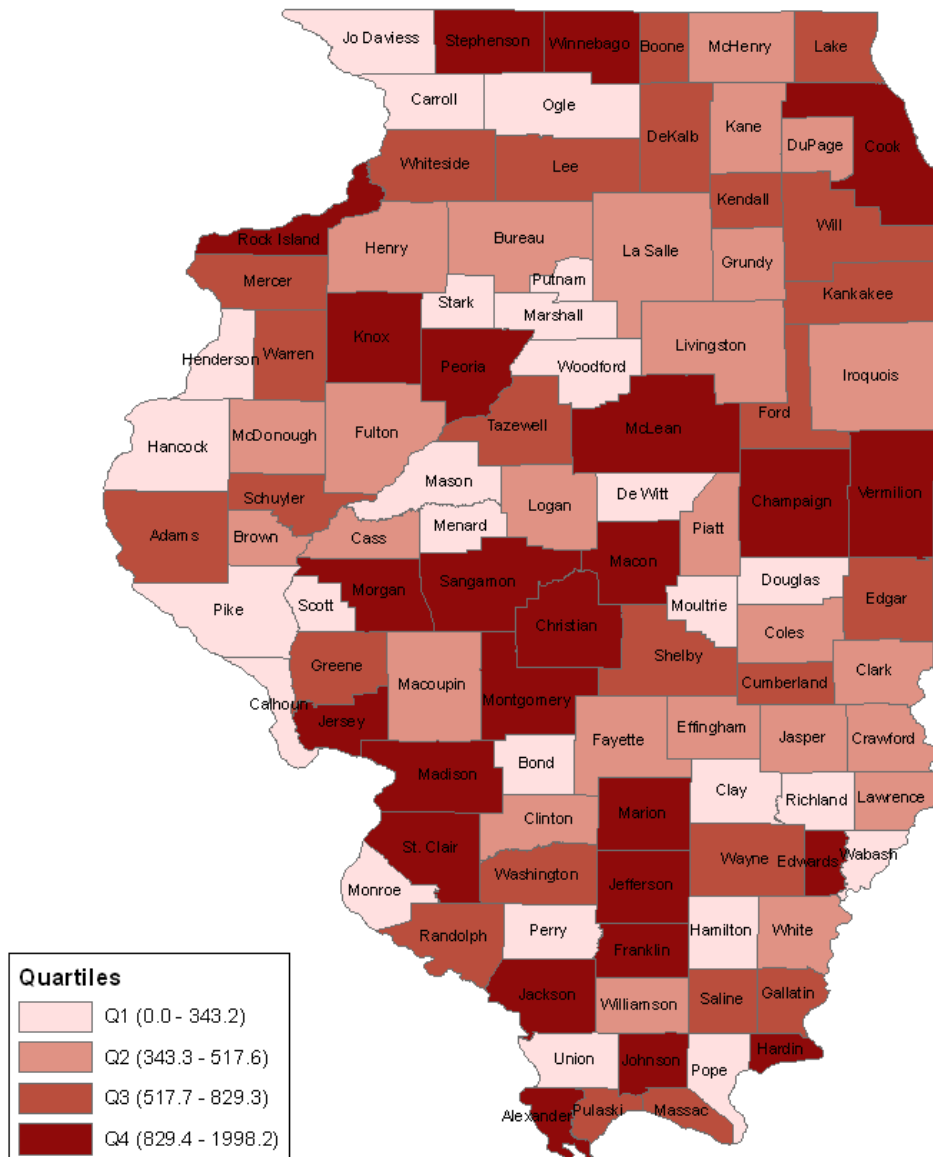 Jo Daviess
Stephenson
Winnebago
Boone
McHenry
Lake
Carroll
Ogle
DeKalb
Kane
DuPage
Cook
Whiteside
Lee
Kendall
Will
Rock Island
Henry
Bureau
La Salle
Grundy
Mercer
Putnam
Kankakee
Stark
Marshall
Henderson
Warren
Knox
Peoria
Woodford
Livingston
Iroquois
Hancock
McDonough
Fulton
Tazewell
McLean
Ford
Schuyler
Mason
Logan
De Witt
Champaign
Vermilion
Adams
Brown
Cass
Menard
Piatt
Pike
Scott
Morgan
Sangamon
Macon
Moultrie
Douglas
Edgar
Christian
Coles
Greene
Macoupin
Shelby
Cumberland
Clark
Calhoun
Jersey
Montgomery
Fayette
Effingham
Jasper
Crawford
Madison
Bond
Clay
Richland
Lawrence
Clinton
Marion
St. Clair
Washington
Wayne
Edwards
Wabash
Monroe
Jefferson
Randolph
Perry
Franklin
Hamilton
White
Jackson
Williamson
Saline
Gallatin
Union
Johnson
Pope
Hardin
Alexander
Pulaski
Massac
Quartiles
Q1 (0.0 - 343.2)
Q2 (343.3 - 517.6)
Q3 (517.7 - 829.3)
Q4 (829.4 - 1998.2)